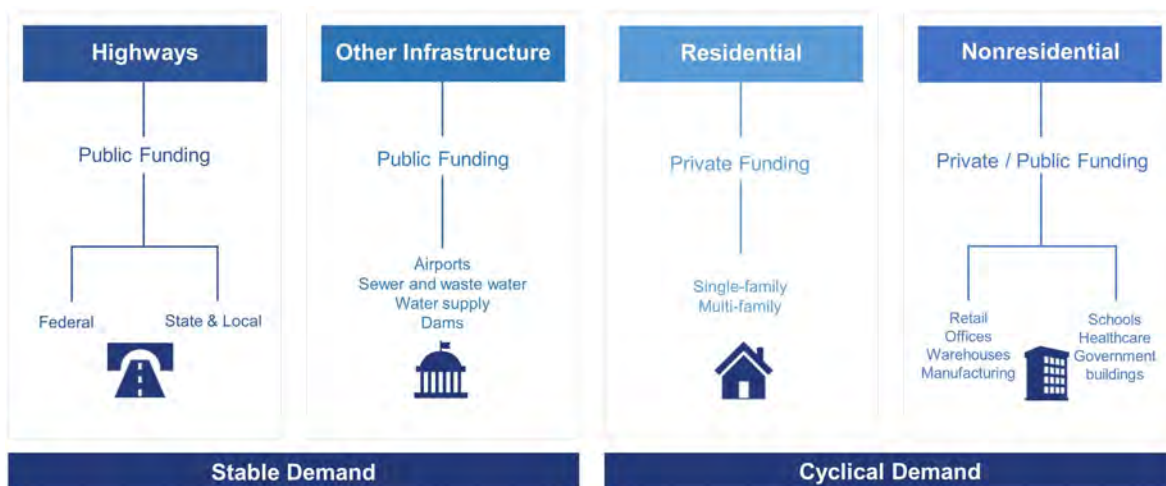 Highways
Public Funding
Federal
State & Local
Other Infrastructure
Public Funding
Airports
Sewer and waste water
Water supply
Dams
Residential
Private Funding
Single-family
Multi-family
Nonresidential
Private / Public Funding
Retail
Offices
Warehouses
Manufacturing
Schools
Healthcare
Government
buildings
Stable Demand
Cyclical Demand